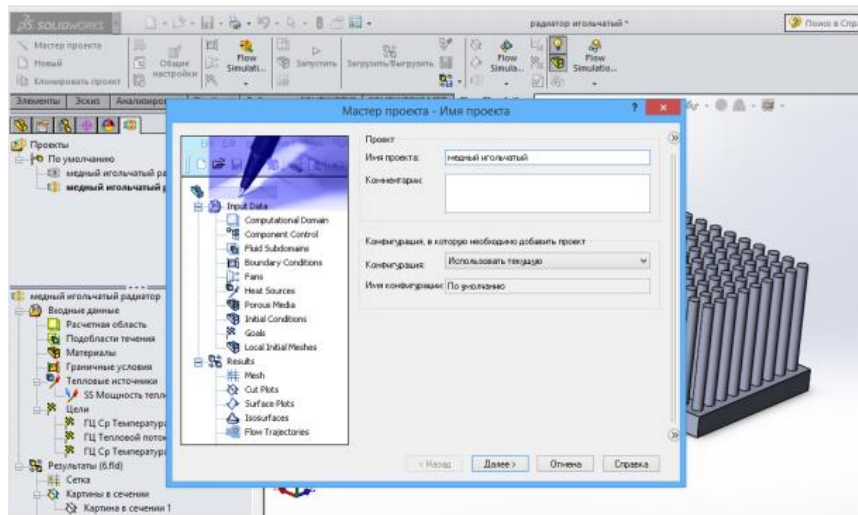 SOLIDWORKS
радиатор игольчатый *
Поиск в Спра
Мастер проекта
Новый
Клонировать проект
Общие настройки
Flow Simulati...
Запустить
Загрузить/Выгрузить
Flow Simula...
Flow Simulatio...
Элементы
Эскиз
Анализиро
Мастер проекта - Имя проекта
?
Проекты
По умолчанию
медный игольчатый ра
медный игольчатый р
медный игольчатый радиатор
Входные данные
Расчетная область
Подобласти течения
Материалы
Граничные условия
Тепловые источники
SS Мощность тепло
Цели
ГЦ Ср Температура
ГЦ Тепловой поток
ГЦ Ср Температура
Результаты (6.fld)
Сетка
Картины в сечении
Картина в сечении 1
Input Data
Computational Domain
Component Control
Fluid Subdomains
Boundary Conditions
Fans
Heat Sources
Porous Media
Initial Conditions
Goals
Local Initial Meshes
Results
Mesh
Cut Plots
Surface Plots
Isosurfaces
Flow Trajectories
Проект
Имя проекта:
медный игольчатый
Комментарии:
Конфигурация, в которую необходимо добавить проект
Конфигурация:
Использовать текущую
Имя конфигурации:
По умолчанию
< Назад
Далее >
Отмена
Справка